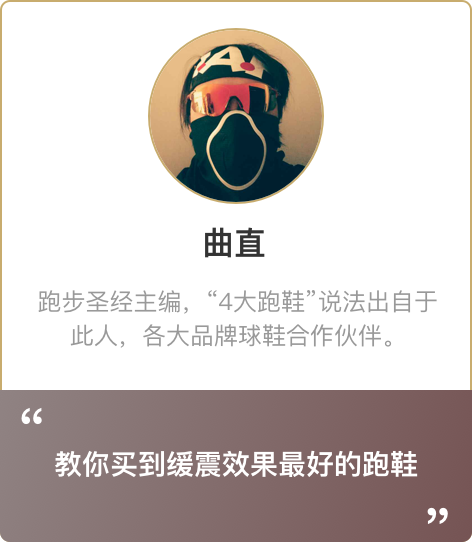 曲直
跑步圣经主编，“4大跑鞋”说法出自于
此人，各大品牌球鞋合作伙伴。
“
教你买到缓震效果最好的跑鞋
”